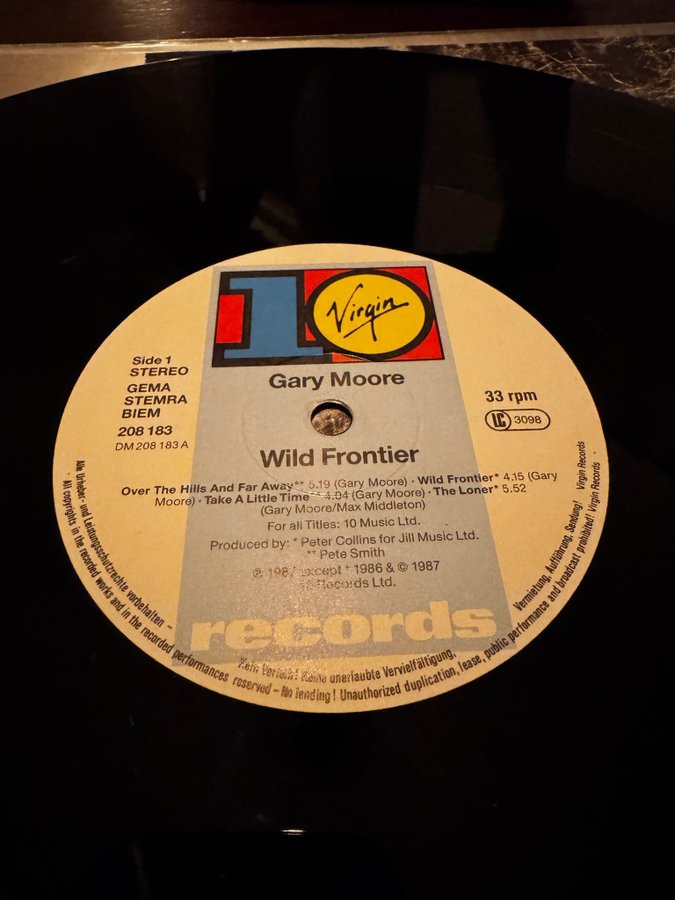 10 Virgin
Side 1
STEREO
GEMA
STEMRA
BIEM
208 183
DM 208 183 A
Gary Moore
33 rpm
LC 3098
Wild Frontier
Over The Hills And Far Away** 5.19 (Gary Moore) · Wild Frontier* 4.15 (Gary
Moore) · Take A Little Time** 4.04 (Gary Moore) · The Loner* 5.52
(Gary Moore/Max Middleton)
For all Titles: 10 Music Ltd.
Produced by: * Peter Collins for Jill Music Ltd.
** Pete Smith
℗ 1987 except * 1986 & © 1987
10 Records Ltd.
records
Alle Urheber- und Leistungsschutzrechte vorbehalten – Kein Verleih! Keine unerlaubte Vervielfältigung, Vermietung, Aufführung, Sendung! Virgin Records
· All copyrights in the recorded works and in the recorded performances reserved – No lending! Unauthorized duplication, lease, public performance and broadcast prohibited! Virgin Records ·